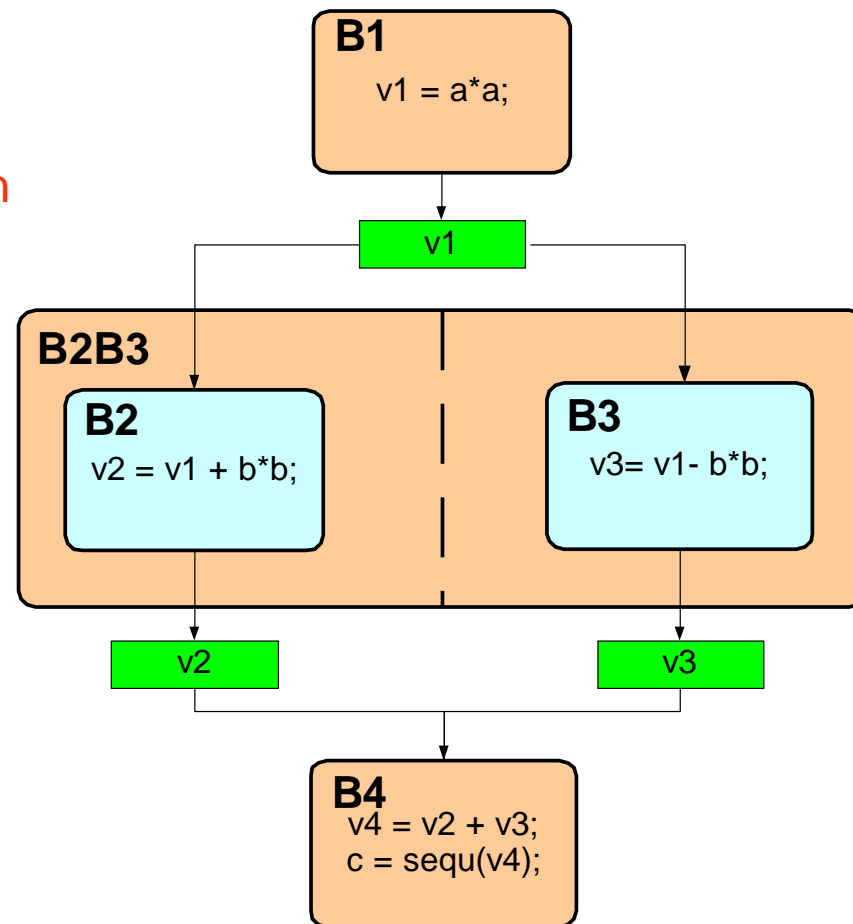 B1
v1 = a*a;
v1
B2B3
B2
v2 = v1 + b*b;
B3
v3= v1- b*b;
v2
v3
B4
v4 = v2 + v3;
c = sequ(v4);